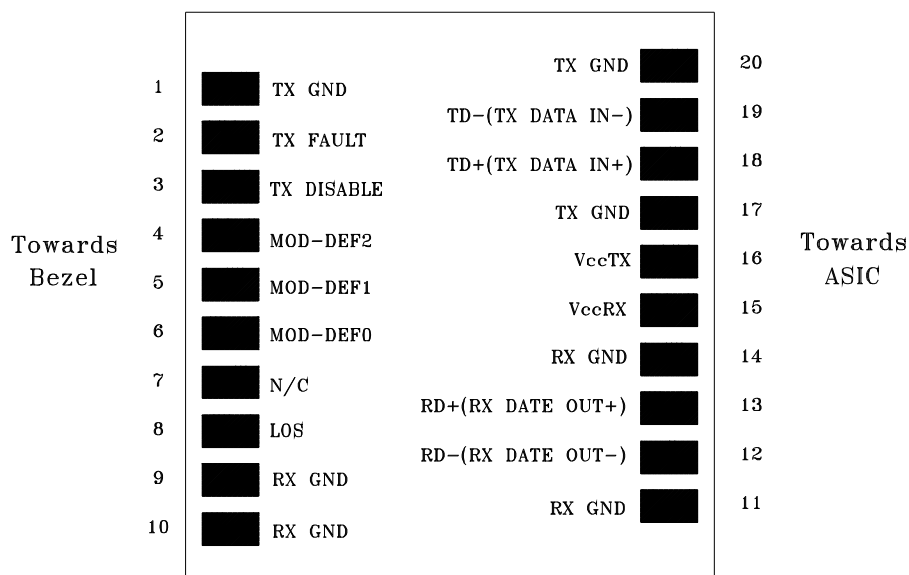 Towards
Bezel
1 TX GND
2 TX FAULT
3 TX DISABLE
4 MOD-DEF2
5 MOD-DEF1
6 MOD-DEF0
7 N/C
8 LOS
9 RX GND
10 RX GND
TX GND 20
TD-(TX DATA IN-) 19
TD+(TX DATA IN+) 18
TX GND 17
VccTX 16
VccRX 15
RX GND 14
RD+(RX DATE OUT+) 13
RD-(RX DATE OUT-) 12
RX GND 11
Towards
ASIC